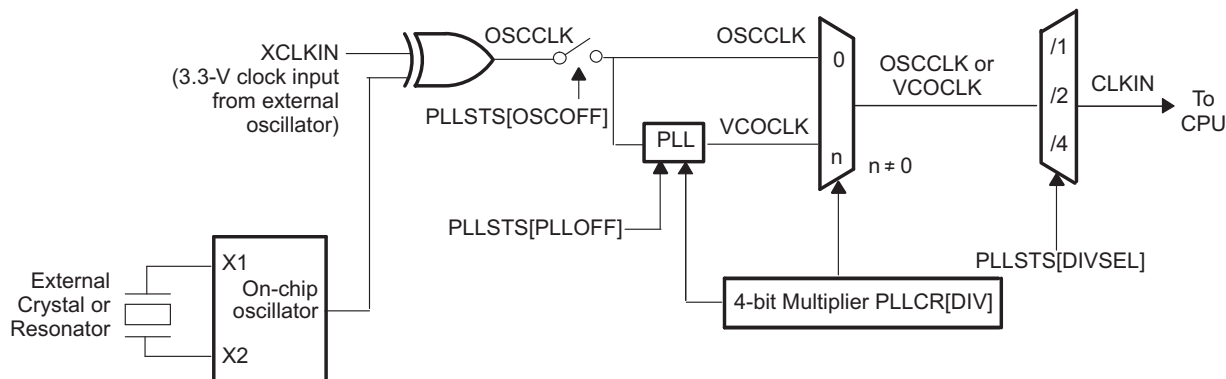 OSCCLK
XCLKIN
(3.3-V clock input
from external
oscillator)
PLLSTS[OSCOFF]
OSCCLK
0
OSCCLK or
VCOCLK
/1
/2
/4
CLKIN
To
CPU
PLL
VCOCLK
n
n ≠ 0
PLLSTS[PLLOFF]
PLLSTS[DIVSEL]
4-bit Multiplier PLLCR[DIV]
External
Crystal or
Resonator
X1
On-chip
oscillator
X2